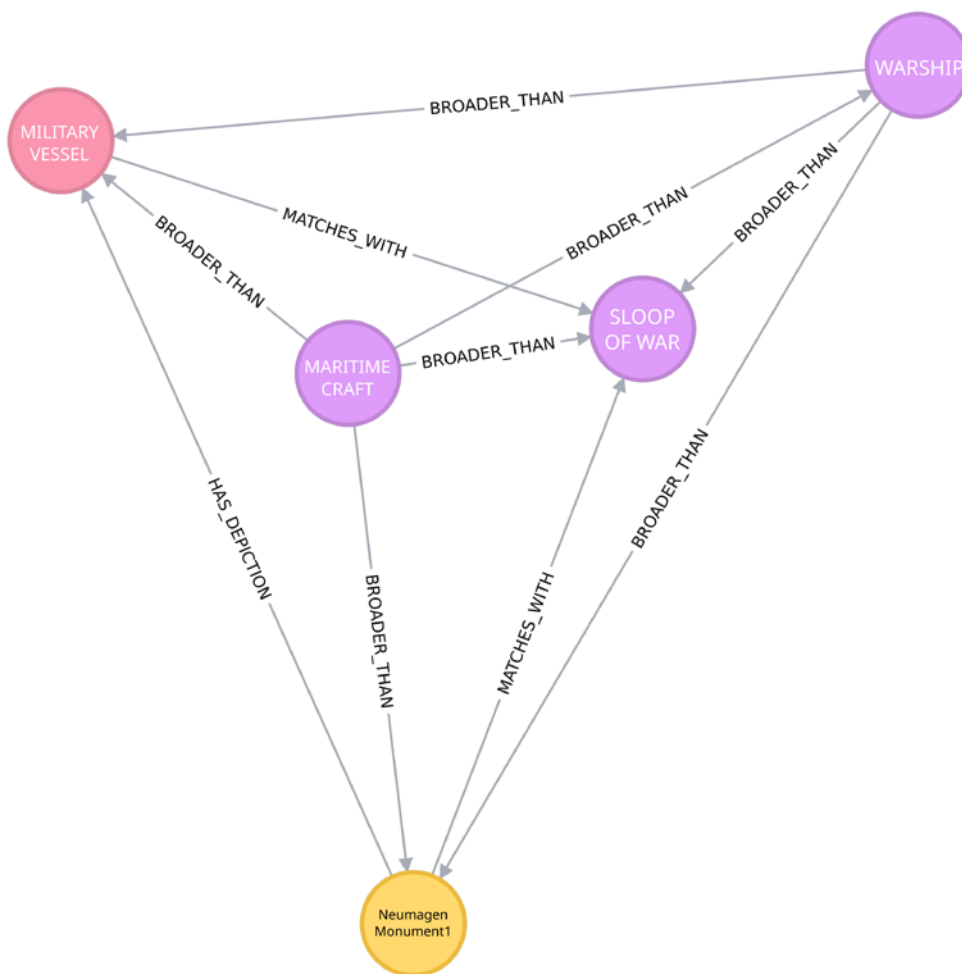 WARSHIP
BROADER_THAN
MILITARY
VESSEL
BROADER_THAN
BROADER_THAN
MATCHES_WITH
BROADER_THAN
SLOOP
OF WAR
BROADER_THAN
MARITIME
CRAFT
BROADER_THAN
HAS_DEPICTION
BROADER_THAN
MATCHES_WITH
Neumagen
Monument1